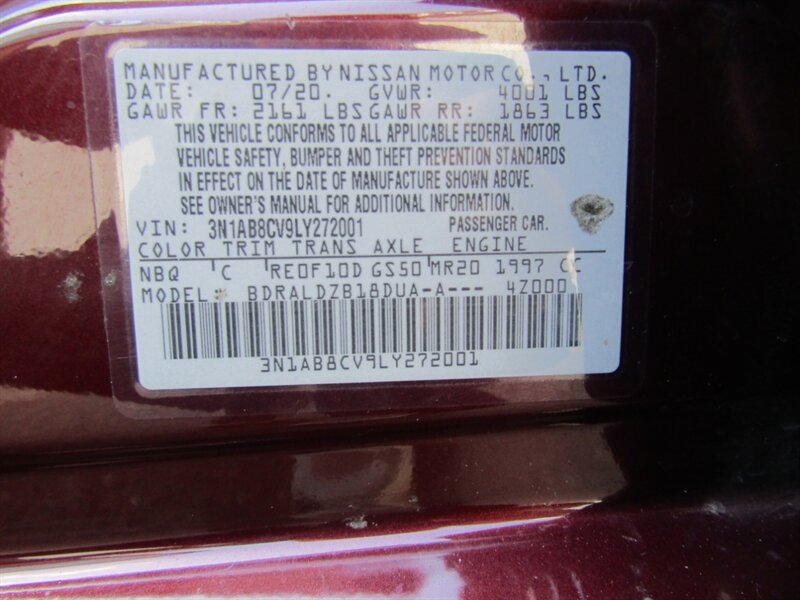 MANUFACTURED BY NISSAN MOTOR CO., LTD.
DATE: 07/20. GVWR: 4001 LBS
GAWR FR: 2161 LBS GAWR RR: 1863 LBS
THIS VEHICLE CONFORMS TO ALL APPLICABLE FEDERAL MOTOR
VEHICLE SAFETY, BUMPER AND THEFT PREVENTION STANDARDS
IN EFFECT ON THE DATE OF MANUFACTURE SHOWN ABOVE.
SEE OWNER'S MANUAL FOR ADDITIONAL INFORMATION.
VIN: 3N1AB8CV9LY272001 PASSENGER CAR.
COLOR TRIM TRANS AXLE ENGINE
NBQ C RE0F10D GS50 MR20 1997 CC
MODEL: BDRALDZB18DUA-A--- 4Z000
3N1AB8CV9LY272001